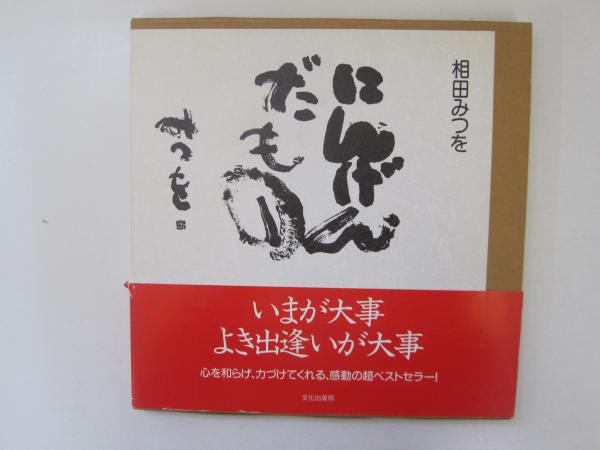 相田みつを
にんげん
だもの
みつを
いまが大事
よき出逢いが大事
心を和らげ、力づけてくれる、感動の超ベストセラー!
文化出版局